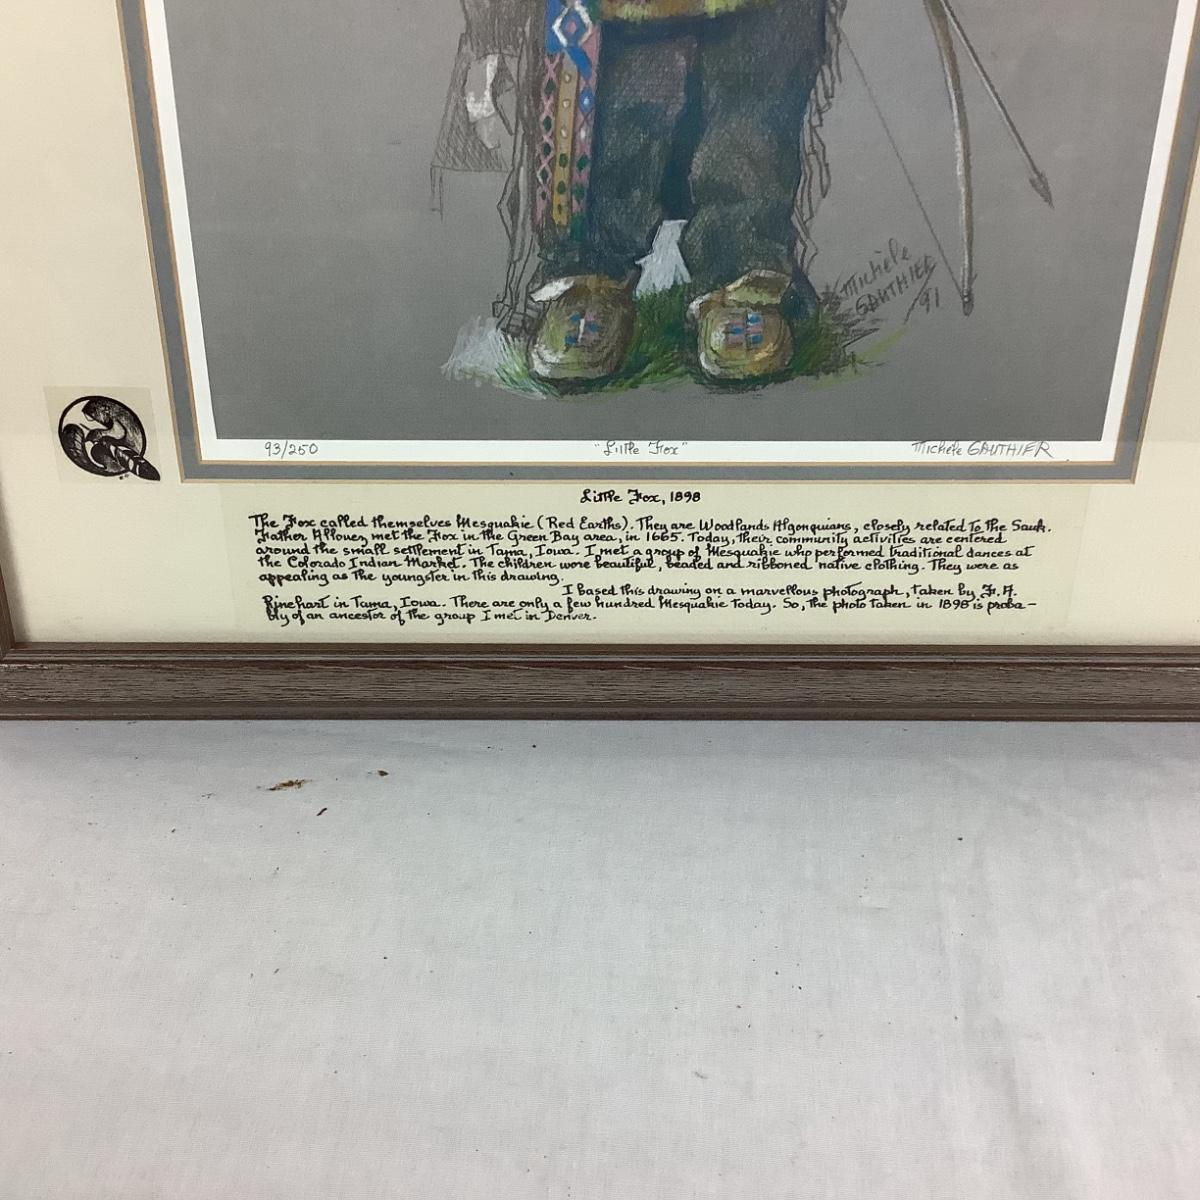 Michèle
GAUTHIER
91
93/250
"Little Fox"
Michèle GAUTHIER
Little Fox, 1898
The Fox called themselves Mesquakie (Red Earths). They are Woodlands Algonquians, closely related to the Sauk.
Father Allouez met the Fox in the Green Bay area, in 1665. Today, their community activities are centered
around the small settlement in Tama, Iowa. I met a group of Mesquakie who performed traditional dances at
the Colorado Indian Market. The children wore beautiful, beaded and ribboned native clothing. They were as
appealing as the youngster in this drawing.
I based this drawing on a marvellous photograph, taken by F.A.
Rinehart in Tama, Iowa. There are only a few hundred Mesquakie Today. So, the photo taken in 1898 is proba-
bly of an ancestor of the group I met in Denver.